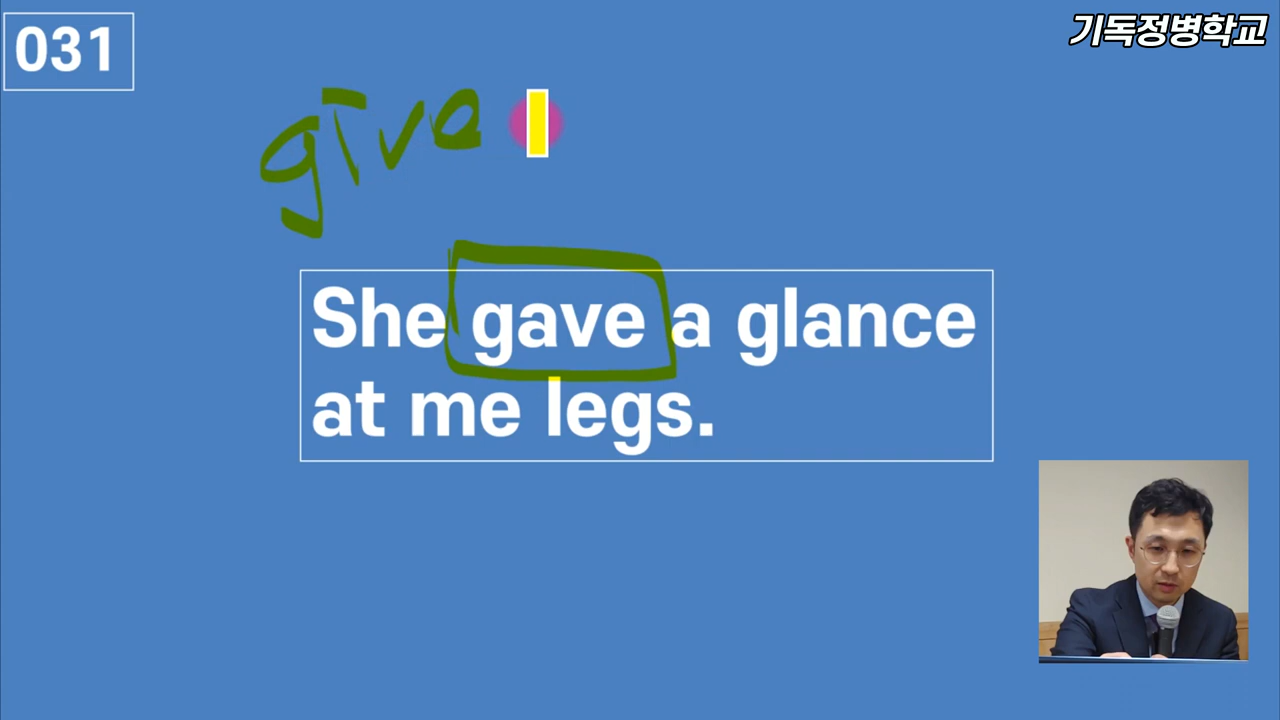 031
기독정병학교
give
She gave a glance
at me legs.